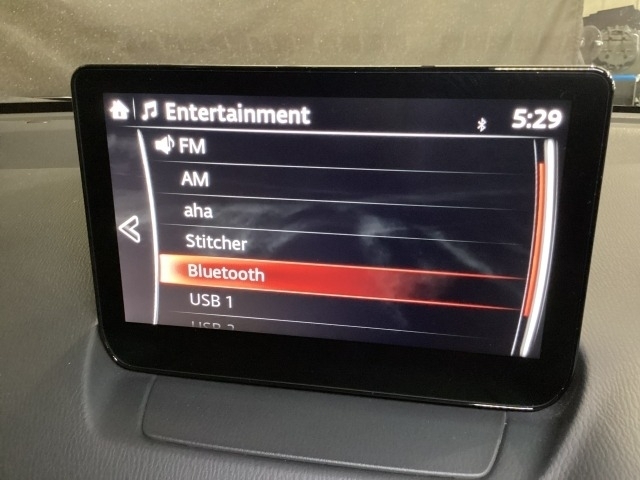 Entertainment 5:29
FM
AM
aha
Stitcher
Bluetooth
USB 1